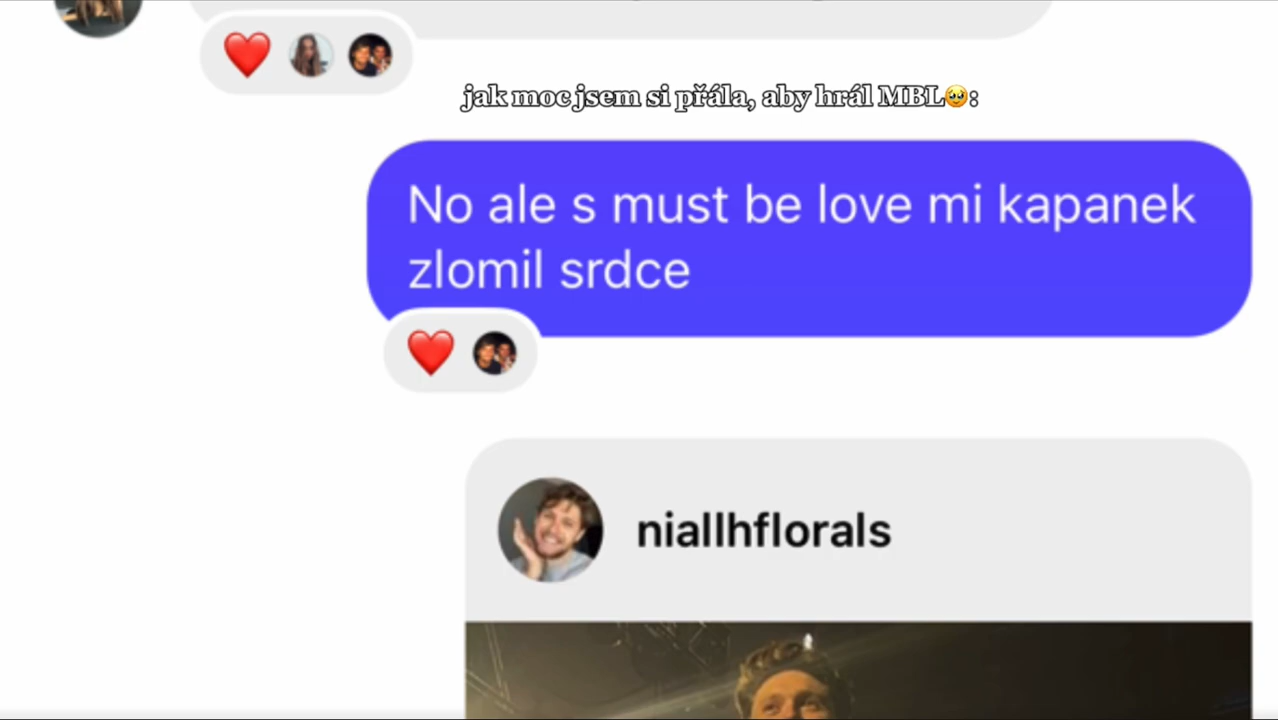 jak moc jsem si přála, aby hrál MBL🥹:
No ale s must be love mi kapanek
zlomil srdce
niallhflorals